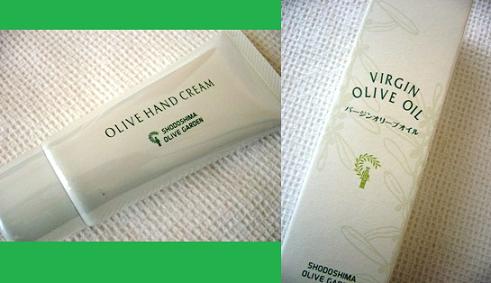 OLIVE HAND CREAM
SHODOSHIMA
OLIVE GARDEN
VIRGIN
OLIVE OIL
バージンオリーブオイル
SHODOSHIMA
OLIVE GARDEN